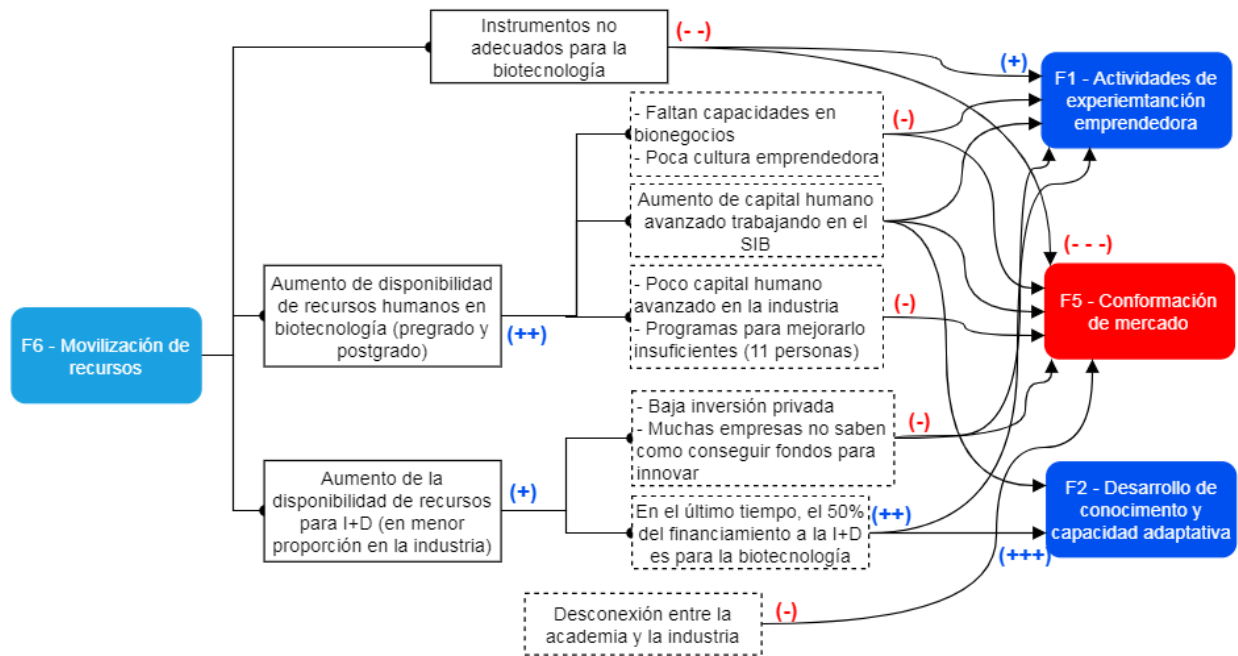 Instrumentos no
adecuados para la
biotecnología
(- -)
(+)
F1 - Actividades de
experiemtanción
emprendedora
- Faltan capacidades en
bionegocios
- Poca cultura emprendedora
(-)
Aumento de capital humano
avanzado trabajando en el
SIB
(- - -)
Aumento de disponibilidad
de recursos humanos en
biotecnología (pregrado y
postgrado)
(++)
- Poco capital humano
avanzado en la industria
- Programas para mejorarlo
insuficientes (11 personas)
(-)
F5 - Conformación
de mercado
F6 - Movilización de
recursos
- Baja inversión privada
- Muchas empresas no saben
como conseguir fondos para
innovar
(-)
Aumento de la
disponibilidad de recursos
para I+D (en menor
proporción en la industria)
(+)
En el último tiempo, el 50%
del financiamiento a la I+D
es para la biotecnología
(++)
(+++)
F2 - Desarrollo de
conocimiento y
capacidad adaptativa
Desconexión entre la
academia y la industria
(-)